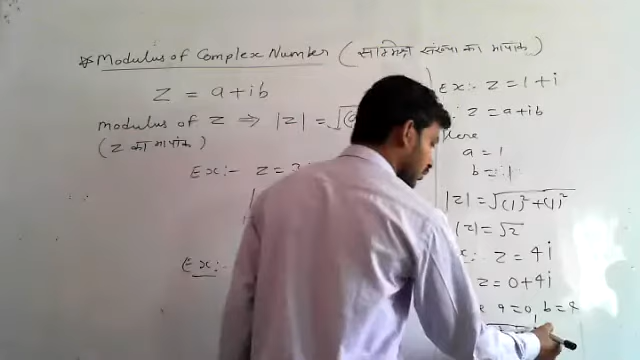 Modulus of Complex Number (सम्मिश्र संख्या का मापांक)
Z = a+ib
Modulus of Z ⇒ |Z| = √(a
(Z का मापांक)
Ex:- Z = 3
Ex:-
Ex:- Z = 1+i
Z = a+ib
Here
a = 1
b = 1
|Z| = √(1)²+(1)²
|Z| = √2
x:- Z = 4i
Z = 0+4i
a = 0, b = 4